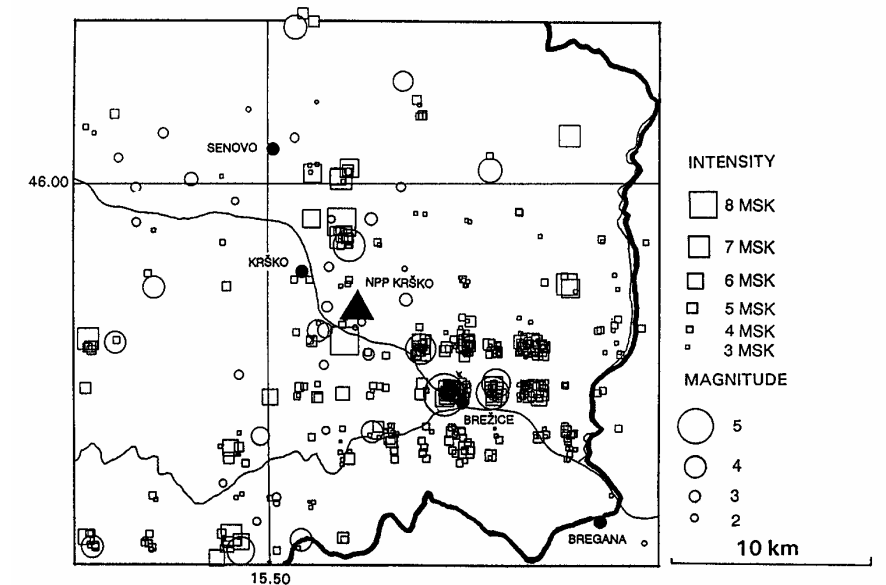 SENOVO
46.00
KRŠKO
NPP KRŠKO
BREŽICE
BREGANA
15.50
INTENSITY
8 MSK
7 MSK
6 MSK
5 MSK
4 MSK
3 MSK
MAGNITUDE
5
4
3
2
10 km